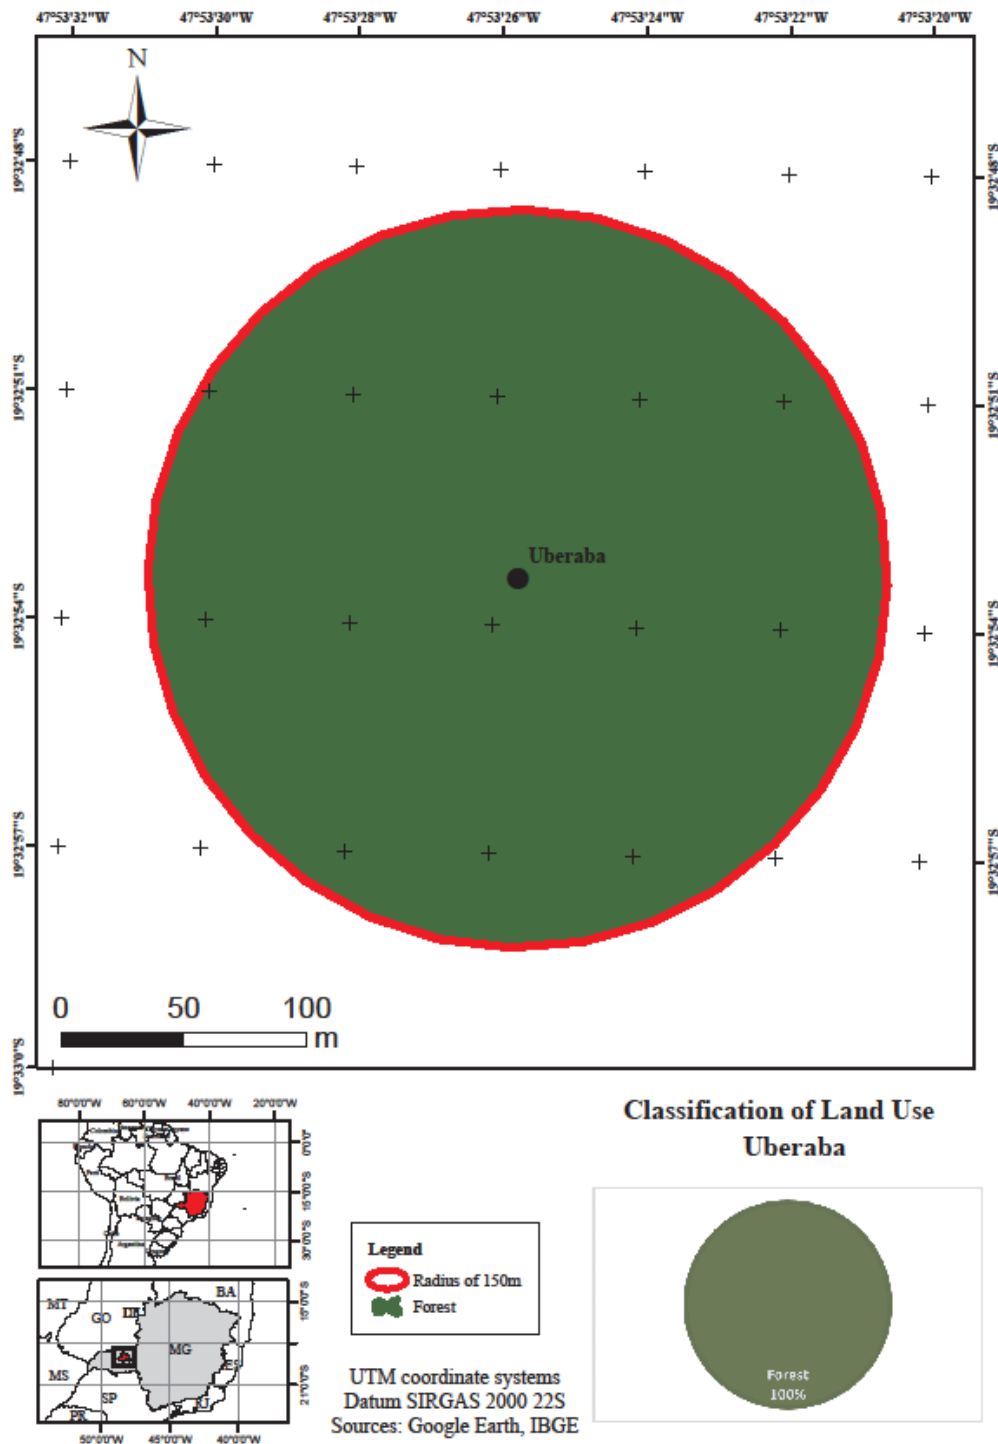 47°53'32"W 47°53'30"W 47°53'28"W 47°53'26"W 47°53'24"W 47°53'22"W 47°53'20"W
N
19°32'48"S 19°32'48"S
19°32'51"S 19°32'51"S
Uberaba
19°32'54"S 19°32'54"S
19°32'57"S 19°32'57"S
0 50 100
m
19°33'0"S
80°0'0"W 60°0'0"W 40°0'0"W 20°0'0"W
Colombia
Peru
Brazil
Bolivia
Argentina
0°0'0"
15°0'0"S
30°0'0"S
MT
GO
BA
MG
ES
MS
SP
RJ
PR
15°0'0"S
21°0'0"S
50°0'0"W 45°0'0"W 40°0'0"W
Legend
Radius of 150m
Forest
UTM coordinate systems
Datum SIRGAS 2000 22S
Sources: Google Earth, IBGE
Classification of Land Use
Uberaba
Forest
100%